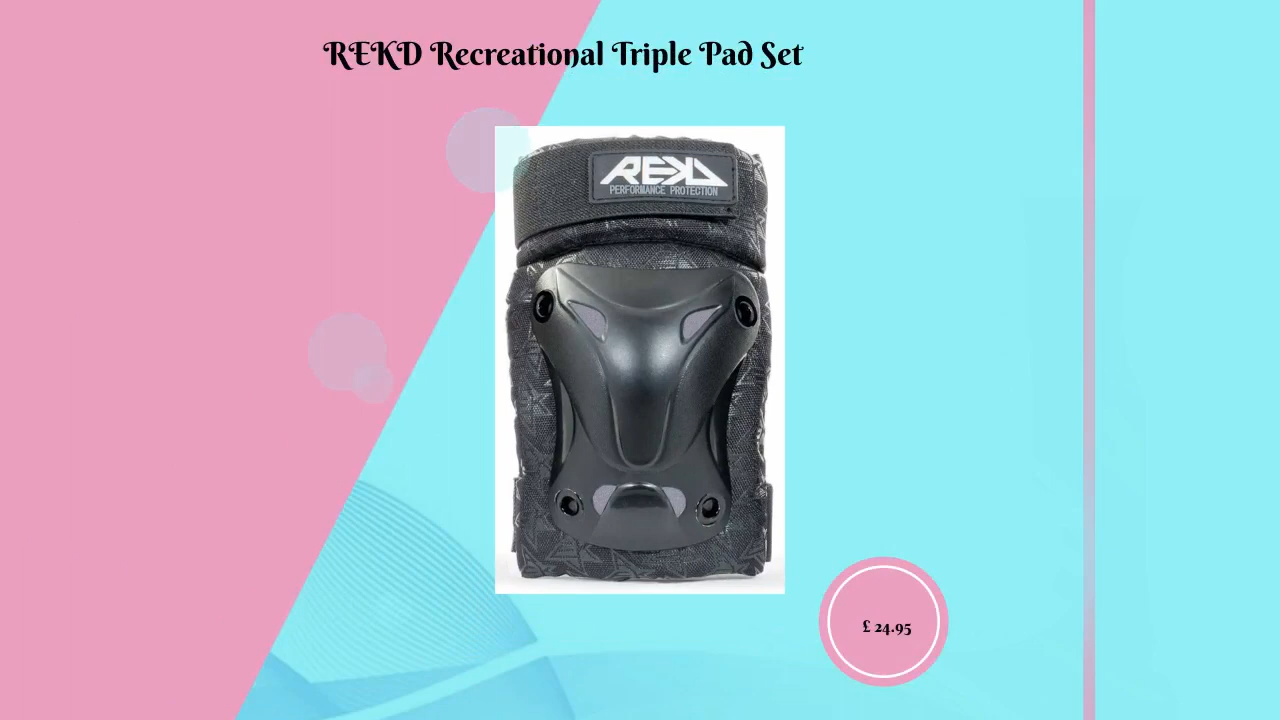 REKD Recreational Triple Pad Set
REKD
PERFORMANCE PROTECTION
£ 24.95